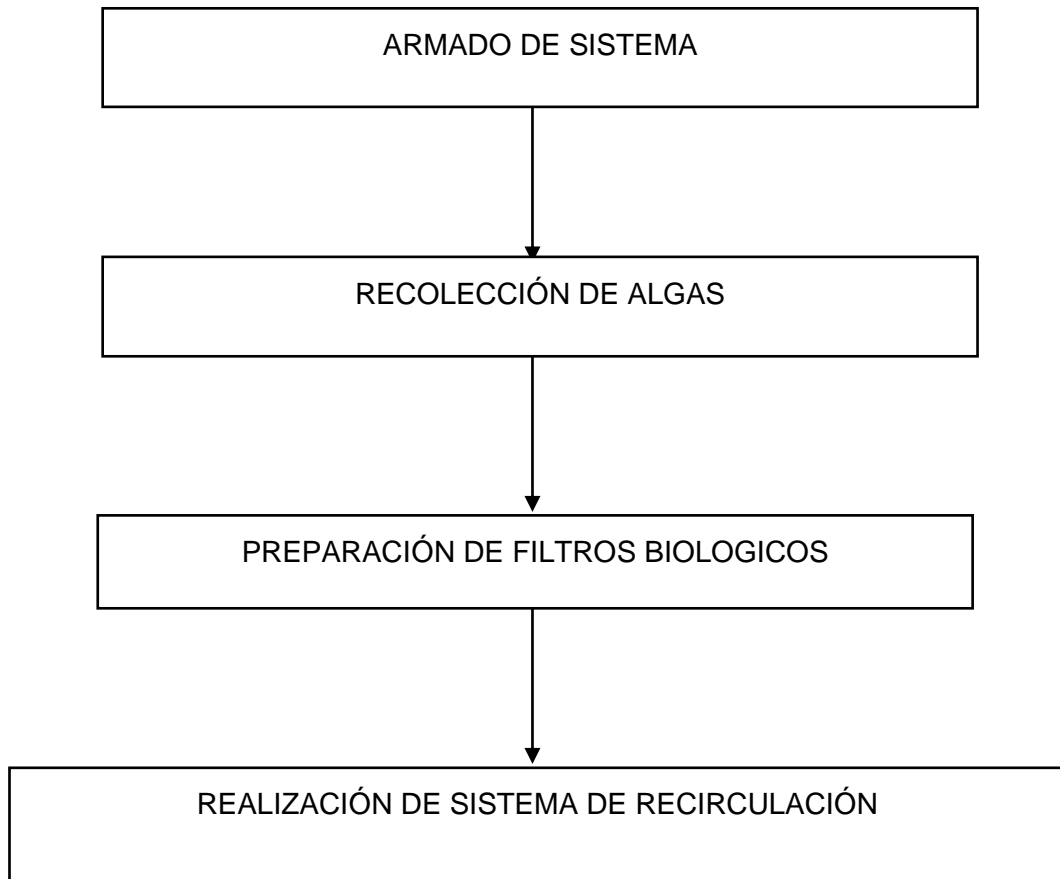 ARMADO DE SISTEMA
RECOLECCIÓN DE ALGAS
PREPARACIÓN DE FILTROS BIOLOGICOS
REALIZACIÓN DE SISTEMA DE RECIRCULACIÓN